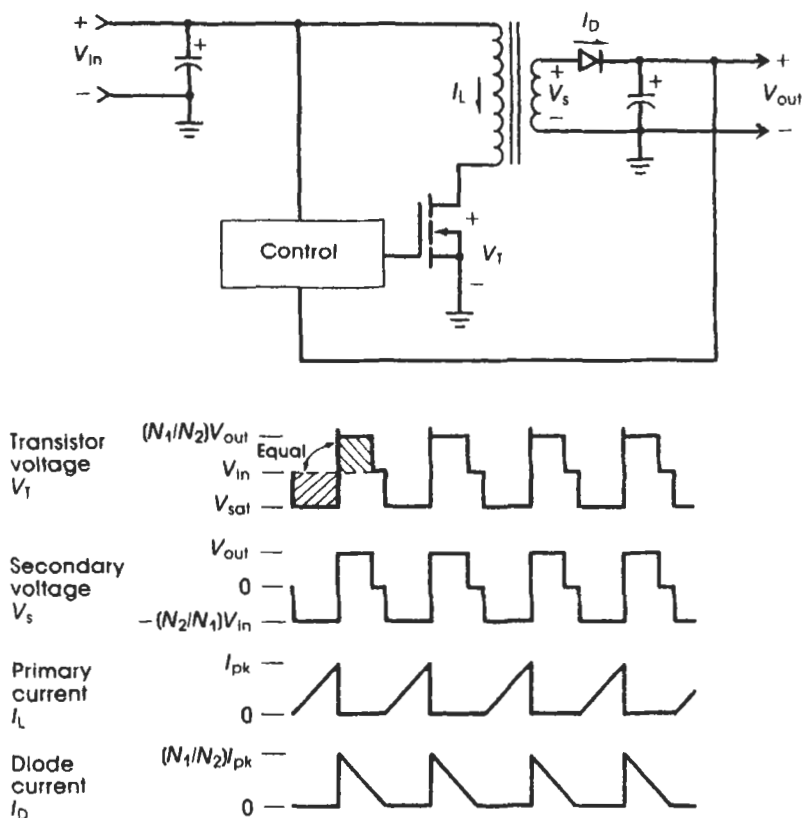 +
V_in
−
+
I_L
I_D
+
V_s
−
+
+
V_out
−
Control
+
V_T
−
Transistor
voltage
V_T
(N_1/N_2)V_out
Equal
V_in
V_sat
Secondary
voltage
V_s
V_out
0
−(N_2/N_1)V_in
Primary
current
I_L
I_pk
0
Diode
current
I_D
(N_1/N_2)I_pk
0